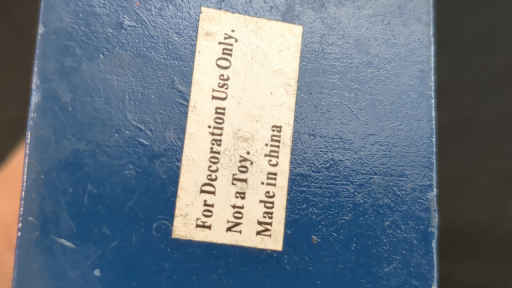 For Decoration Use Only.
Not a Toy.
Made in china